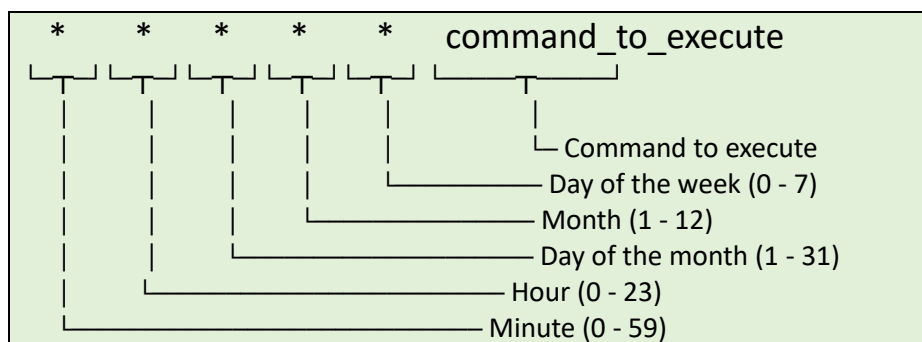 * * * * * command_to_execute
Command to execute
Day of the week (0 - 7)
Month (1 - 12)
Day of the month (1 - 31)
Hour (0 - 23)
Minute (0 - 59)